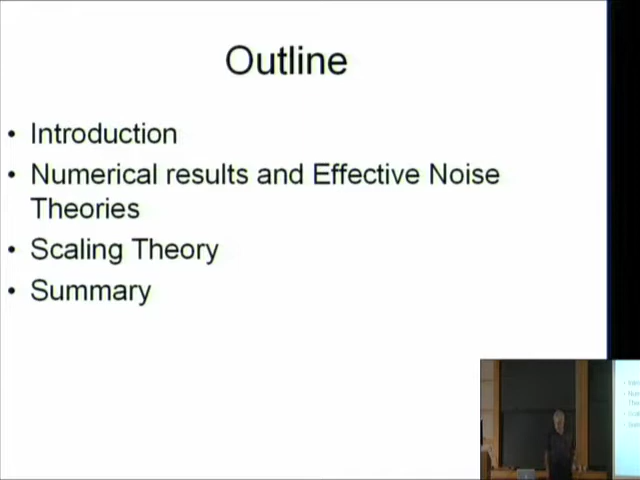 Outline
• Introduction
• Numerical results and Effective Noise
Theories
• Scaling Theory
• Summary